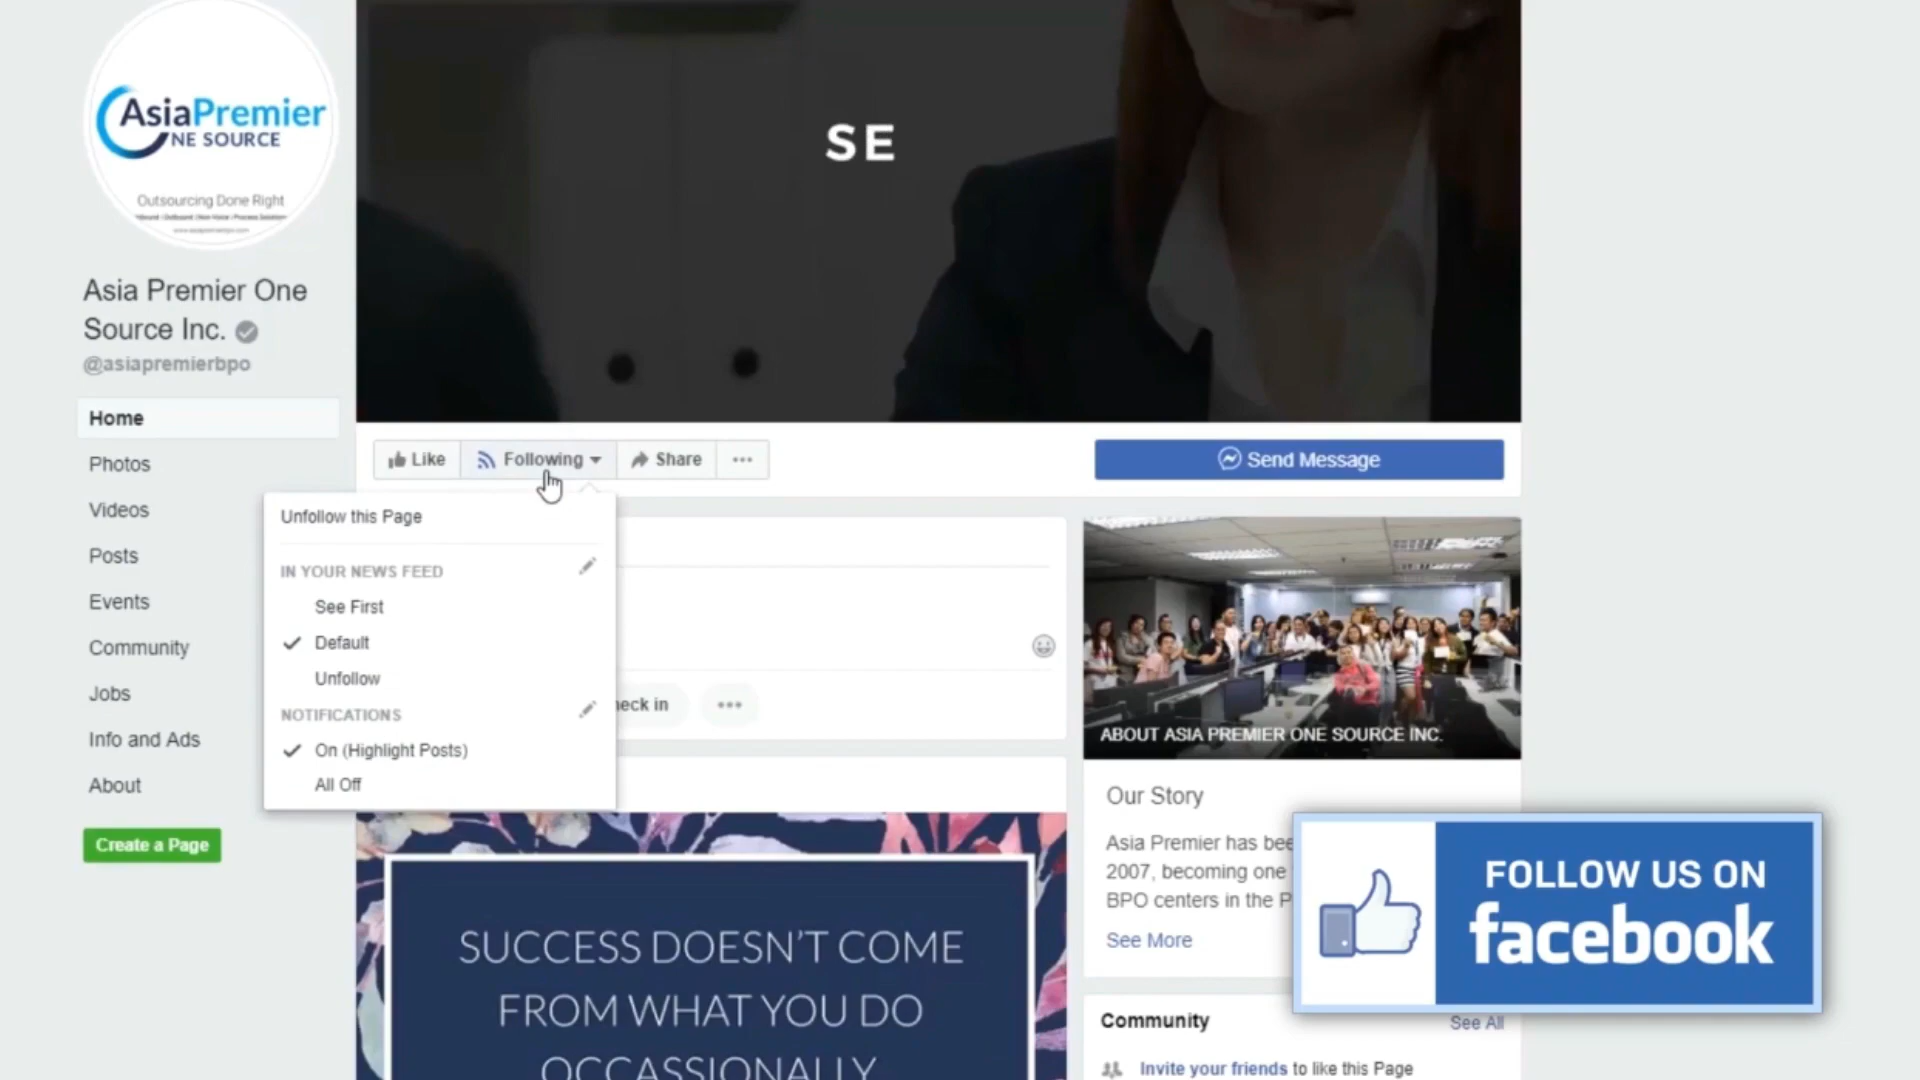 AsiaPremier
NE SOURCE
Outsourcing Done Right
Asia Premier One
Source Inc.
@asiapremierbpo
Home
Photos
Videos
Posts
Events
Community
Jobs
Info and Ads
About
Create a Page
SE
Like
Following
Share
Send Message
Unfollow this Page
IN YOUR NEWS FEED
See First
Default
Unfollow
NOTIFICATIONS
On (Highlight Posts)
All Off
heck in
SUCCESS DOESN'T COME
FROM WHAT YOU DO
OCCASSIONALLY
ABOUT ASIA PREMIER ONE SOURCE INC.
Our Story
Asia Premier has bee
2007, becoming one
BPO centers in the P
See More
FOLLOW US ON
facebook
Community
See All
Invite your friends to like this Page